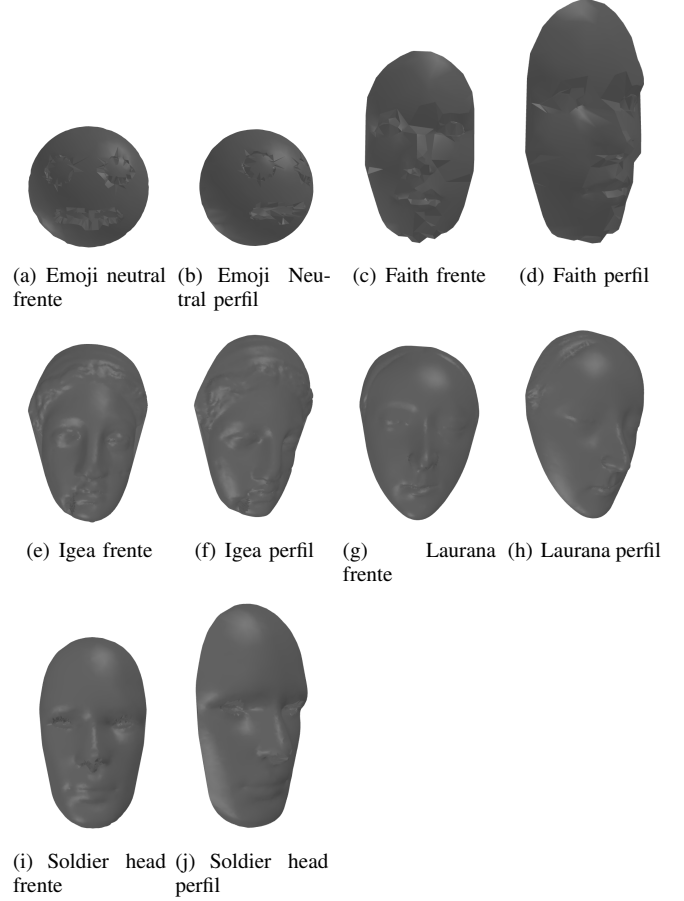 (a) Emoji neutral
frente
(b) Emoji Neu-
tral perfil
(c) Faith frente
(d) Faith perfil
(e) Igea frente
(f) Igea perfil
(g) Laurana
frente
(h) Laurana perfil
(i) Soldier head
frente
(j) Soldier head
perfil